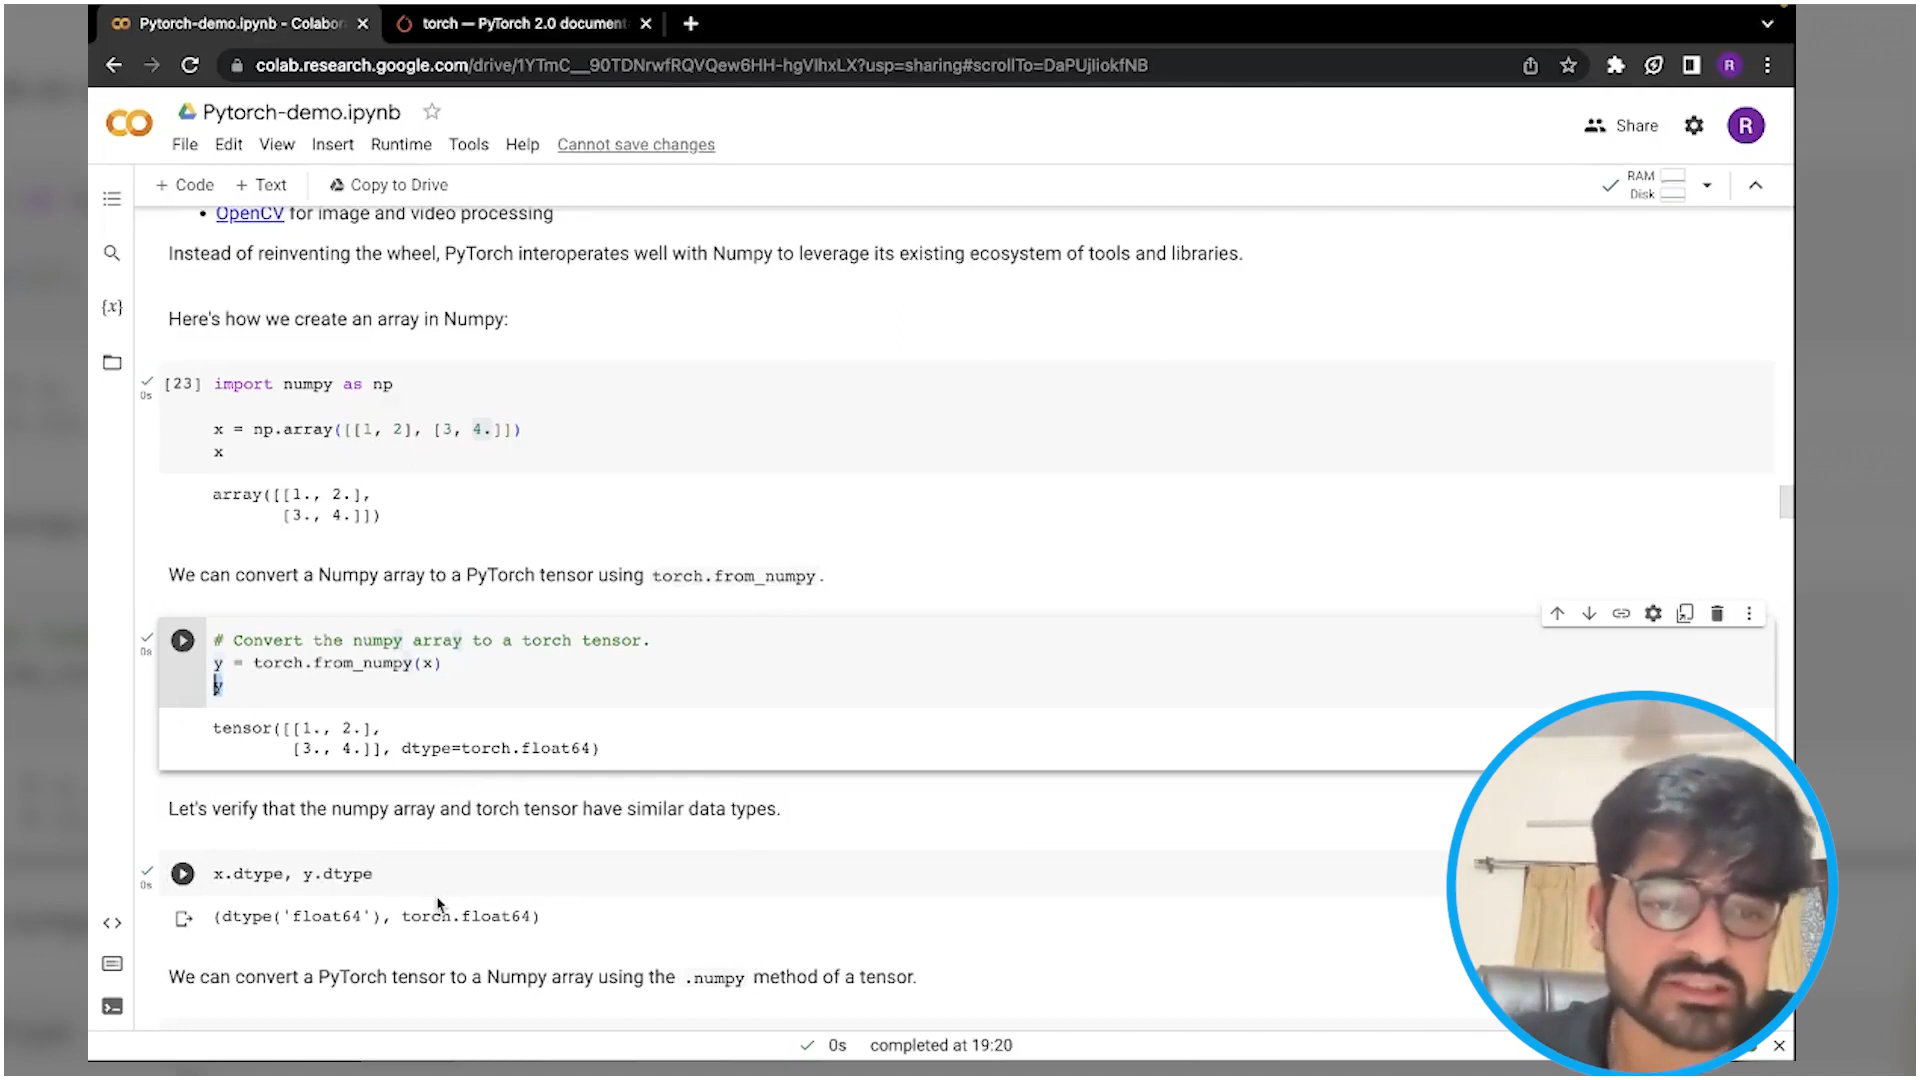 Pytorch-demo.ipynb - Colabor
torch — PyTorch 2.0 document
colab.research.google.com/drive/1YTmC__90TDNrwfRQVQew6HH-hgVIhxLX?usp=sharing#scrollTo=DaPUjliokfNB
R
Pytorch-demo.ipynb
Share
R
File Edit View Insert Runtime Tools Help Cannot save changes
+ Code + Text Copy to Drive
RAM
Disk
• OpenCV for image and video processing
Instead of reinventing the wheel, PyTorch interoperates well with Numpy to leverage its existing ecosystem of tools and libraries.
{x}
Here's how we create an array in Numpy:
0s
[23] import numpy as np
x = np.array([[1, 2], [3, 4.]])
x
array([[1., 2.],
[3., 4.]])
We can convert a Numpy array to a PyTorch tensor using torch.from_numpy.
0s
# Convert the numpy array to a torch tensor.
y = torch.from_numpy(x)
y
tensor([[1., 2.],
[3., 4.]], dtype=torch.float64)
Let's verify that the numpy array and torch tensor have similar data types.
0s
x.dtype, y.dtype
(dtype('float64'), torch.float64)
We can convert a PyTorch tensor to a Numpy array using the .numpy method of a tensor.
0s completed at 19:20